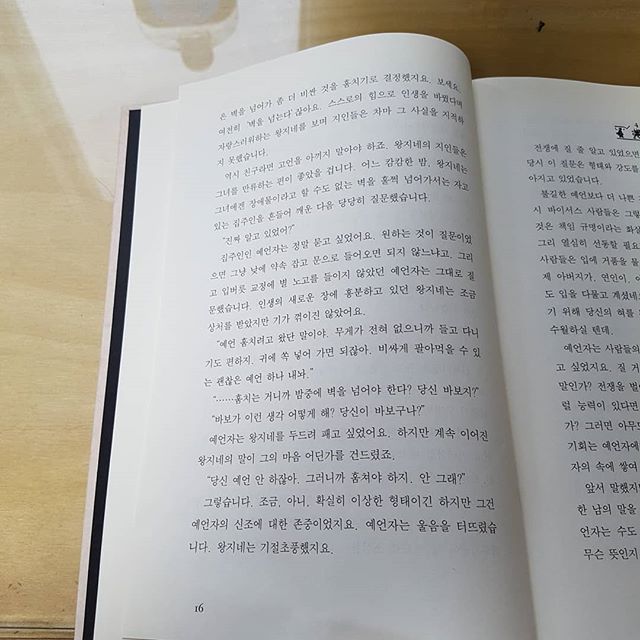 은 벽을 넘어가 좀 더 비싼 것을 훔치기로 결정했지요. 보세요.
여전히 '벽을 넘는다'잖아요. 스스로의 힘으로 인생을 바꿨다며
자랑스러워하는 왕지네를 보며 지인들은 차마 그 사실을 지적하
지 못했습니다.
역시 친구라면 고언을 아끼지 말아야 하죠. 왕지네의 지인들은
그녀를 만류하는 편이 좋았을 겁니다. 어느 캄캄한 밤, 왕지네는
그녀에겐 장애물이라고 할 수도 없는 벽을 훌쩍 넘어가서는 자고
있는 집주인을 흔들어 깨운 다음 당당히 질문했습니다.
"진짜 알고 있었어?"
집주인인 예언자는 정말 묻고 싶었어요. 원하는 것이 질문이었
으면 그냥 낮에 약속 잡고 문으로 들어오면 되지 않느냐고. 그리
고 입버릇 교정에 별 노고를 들이지 않았던 예언자는 그대로 질
문했습니다. 인생의 새로운 장에 흥분하고 있던 왕지네는 조금
상처를 받았지만 기가 꺾이진 않았어요.
"예언 훔치려고 왔단 말이야. 무게가 전혀 없으니까 들고 다니
기도 편하지. 귀에 쏙 넣어 가면 되잖아. 비싸게 팔아먹을 수 있
는 괜찮은 예언 하나 내놔."
"……훔치는 거니까 밤중에 벽을 넘어야 한다? 당신 바보지?"
"바보가 이런 생각 어떻게 해? 당신이 바보구나?"
예언자는 왕지네를 두드려 패고 싶었어요. 하지만 계속 이어진
왕지네의 말이 그의 마음 어딘가를 건드렸죠.
"당신 예언 안 하잖아. 그러니까 훔쳐야 하지. 안 그래?"
그렇습니다. 조금, 아니, 확실히 이상한 형태이긴 하지만 그건
예언자의 신조에 대한 존중이었지요. 예언자는 울음을 터뜨렸습
니다. 왕지네는 기절초풍했지요.
16
전쟁에 질 줄 알고 있었으면
당시 이 질문은 형태와 강도를
아지고 있었습니다.
불길한 예언보다 더 나쁜
시 바이서스 사람들은 그렇
것은 책임 규명이라는 화살
그리 열심히 선동할 필요
사람들은 입에 거품을 물
제 아버지가, 연인이,
도 입을 다물고 계셨네
기 위해 당신의 혀를
수월하실 텐데.
예언자는 사람들의
고 싶었지요. 질 거
말인가? 전쟁을 벌
럴 능력이 있다면
가? 그러면 아무도
기회는 예언자에
자의 속에 쌓여
앞서 말했지만
한 남의 말을
언자는 수도
무슨 뜻인지